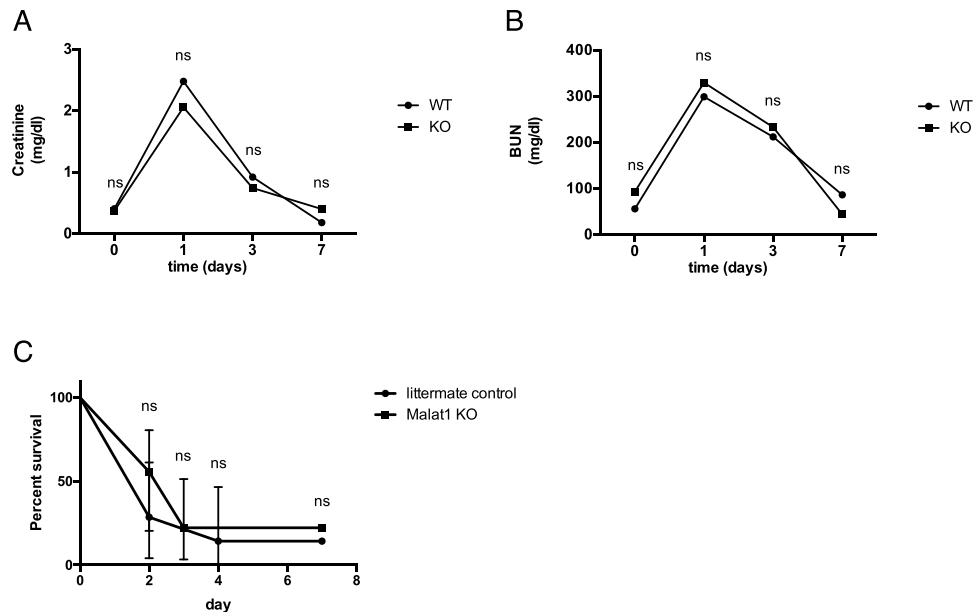 A
3
2
1
0
Creatinine
(mg/dl)
ns
ns
ns
ns
WT
KO
0 1 3 7
time (days)
B
400
300
200
100
0
BUN
(mg/dl)
ns
ns
ns
ns
WT
KO
0 1 3 7
time (days)
C
100
50
0
Percent survival
ns
ns
ns
ns
littermate control
Malat1 KO
0 2 4 6 8
day